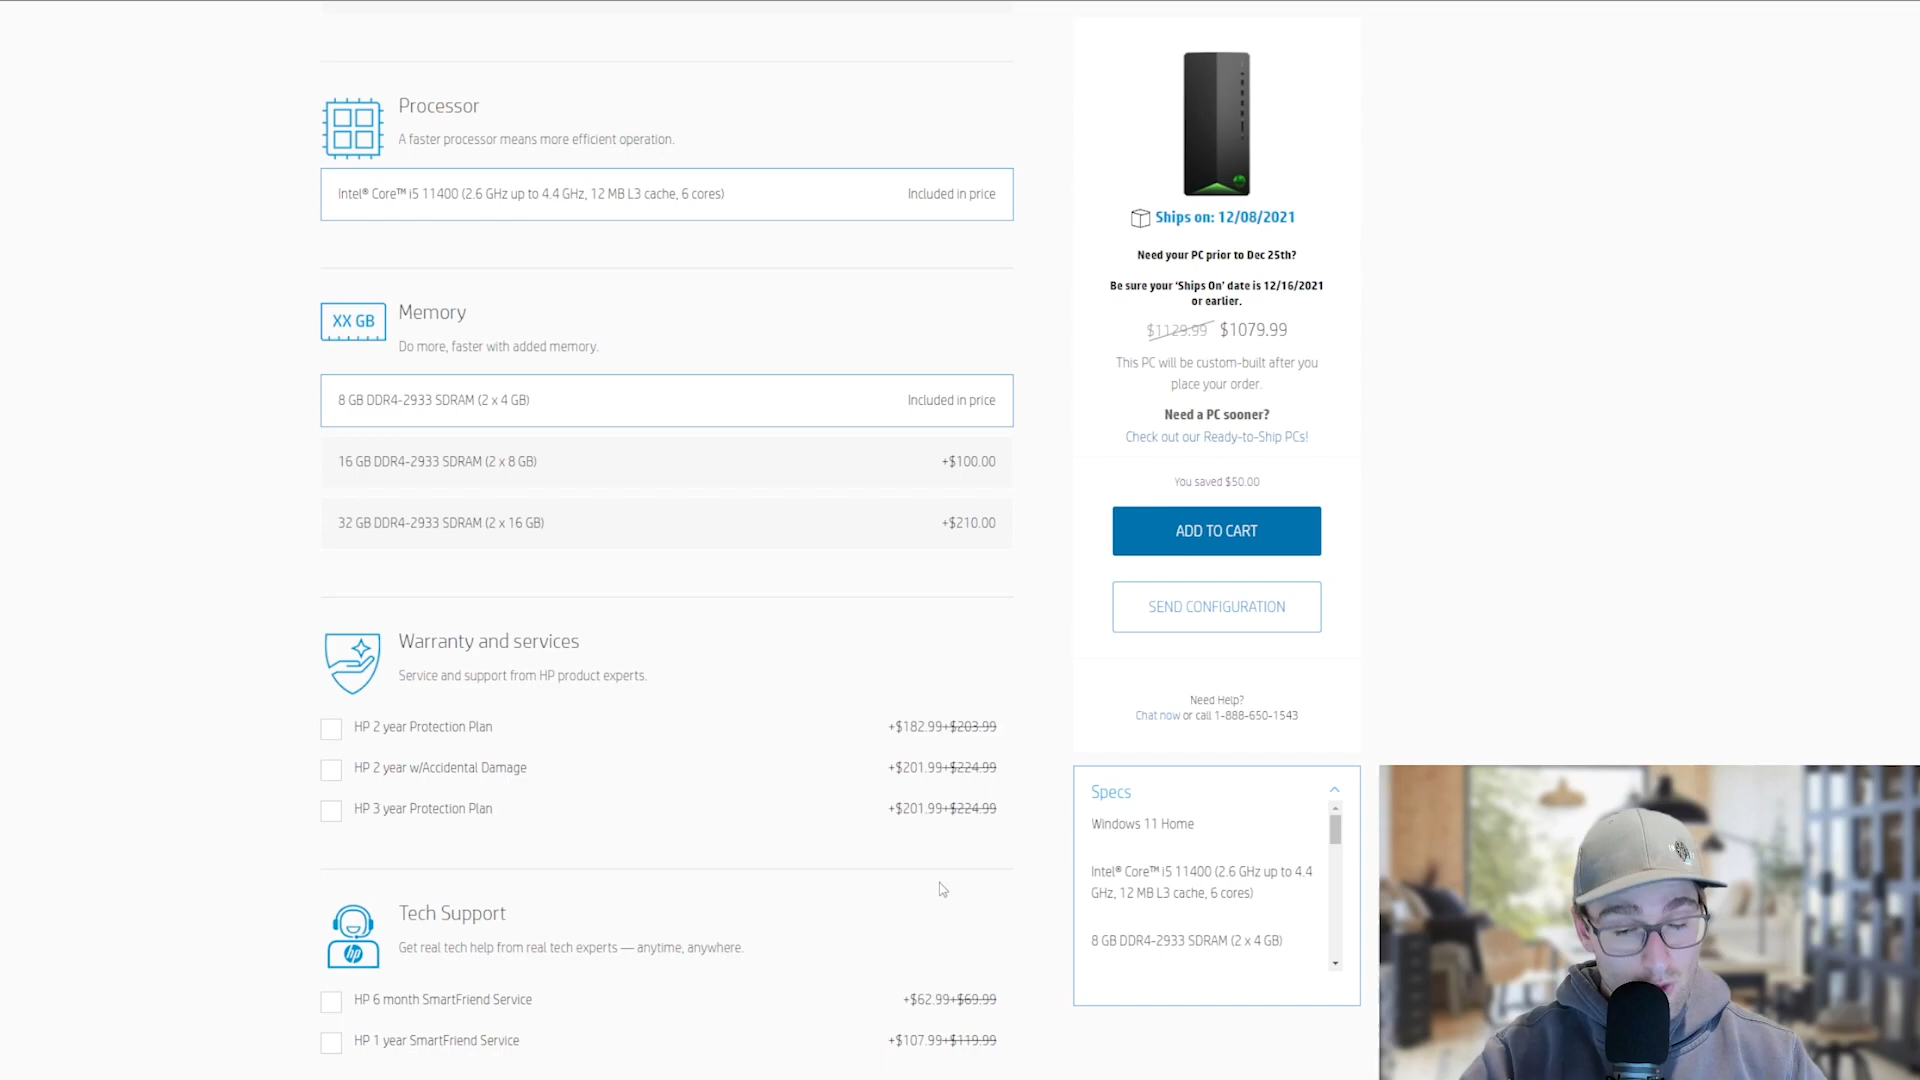 Processor
A faster processor means more efficient operation.
Intel® Core™ i5 11400 (2.6 GHz up to 4.4 GHz, 12 MB L3 cache, 6 cores) Included in price
XX GB
Memory
Do more, faster with added memory.
8 GB DDR4-2933 SDRAM (2 x 4 GB) Included in price
16 GB DDR4-2933 SDRAM (2 x 8 GB) +$100.00
32 GB DDR4-2933 SDRAM (2 x 16 GB) +$210.00
Warranty and services
Service and support from HP product experts.
HP 2 year Protection Plan +$182.99+$203.99
HP 2 year w/Accidental Damage +$201.99+$224.99
HP 3 year Protection Plan +$201.99+$224.99
Tech Support
hp
Get real tech help from real tech experts — anytime, anywhere.
HP 6 month SmartFriend Service +$62.99+$69.99
HP 1 year SmartFriend Service +$107.99+$119.99
Ships on: 12/08/2021
Need your PC prior to Dec 25th?
Be sure your 'Ships On' date is 12/16/2021
or earlier.
$1129.99 $1079.99
This PC will be custom-built after you
place your order.
Need a PC sooner?
Check out our Ready-to-Ship PCs!
You saved $50.00
ADD TO CART
SEND CONFIGURATION
Need Help?
Chat now or call 1-888-650-1543
Specs
Windows 11 Home
Intel® Core™ i5 11400 (2.6 GHz up to 4.4
GHz, 12 MB L3 cache, 6 cores)
8 GB DDR4-2933 SDRAM (2 x 4 GB)